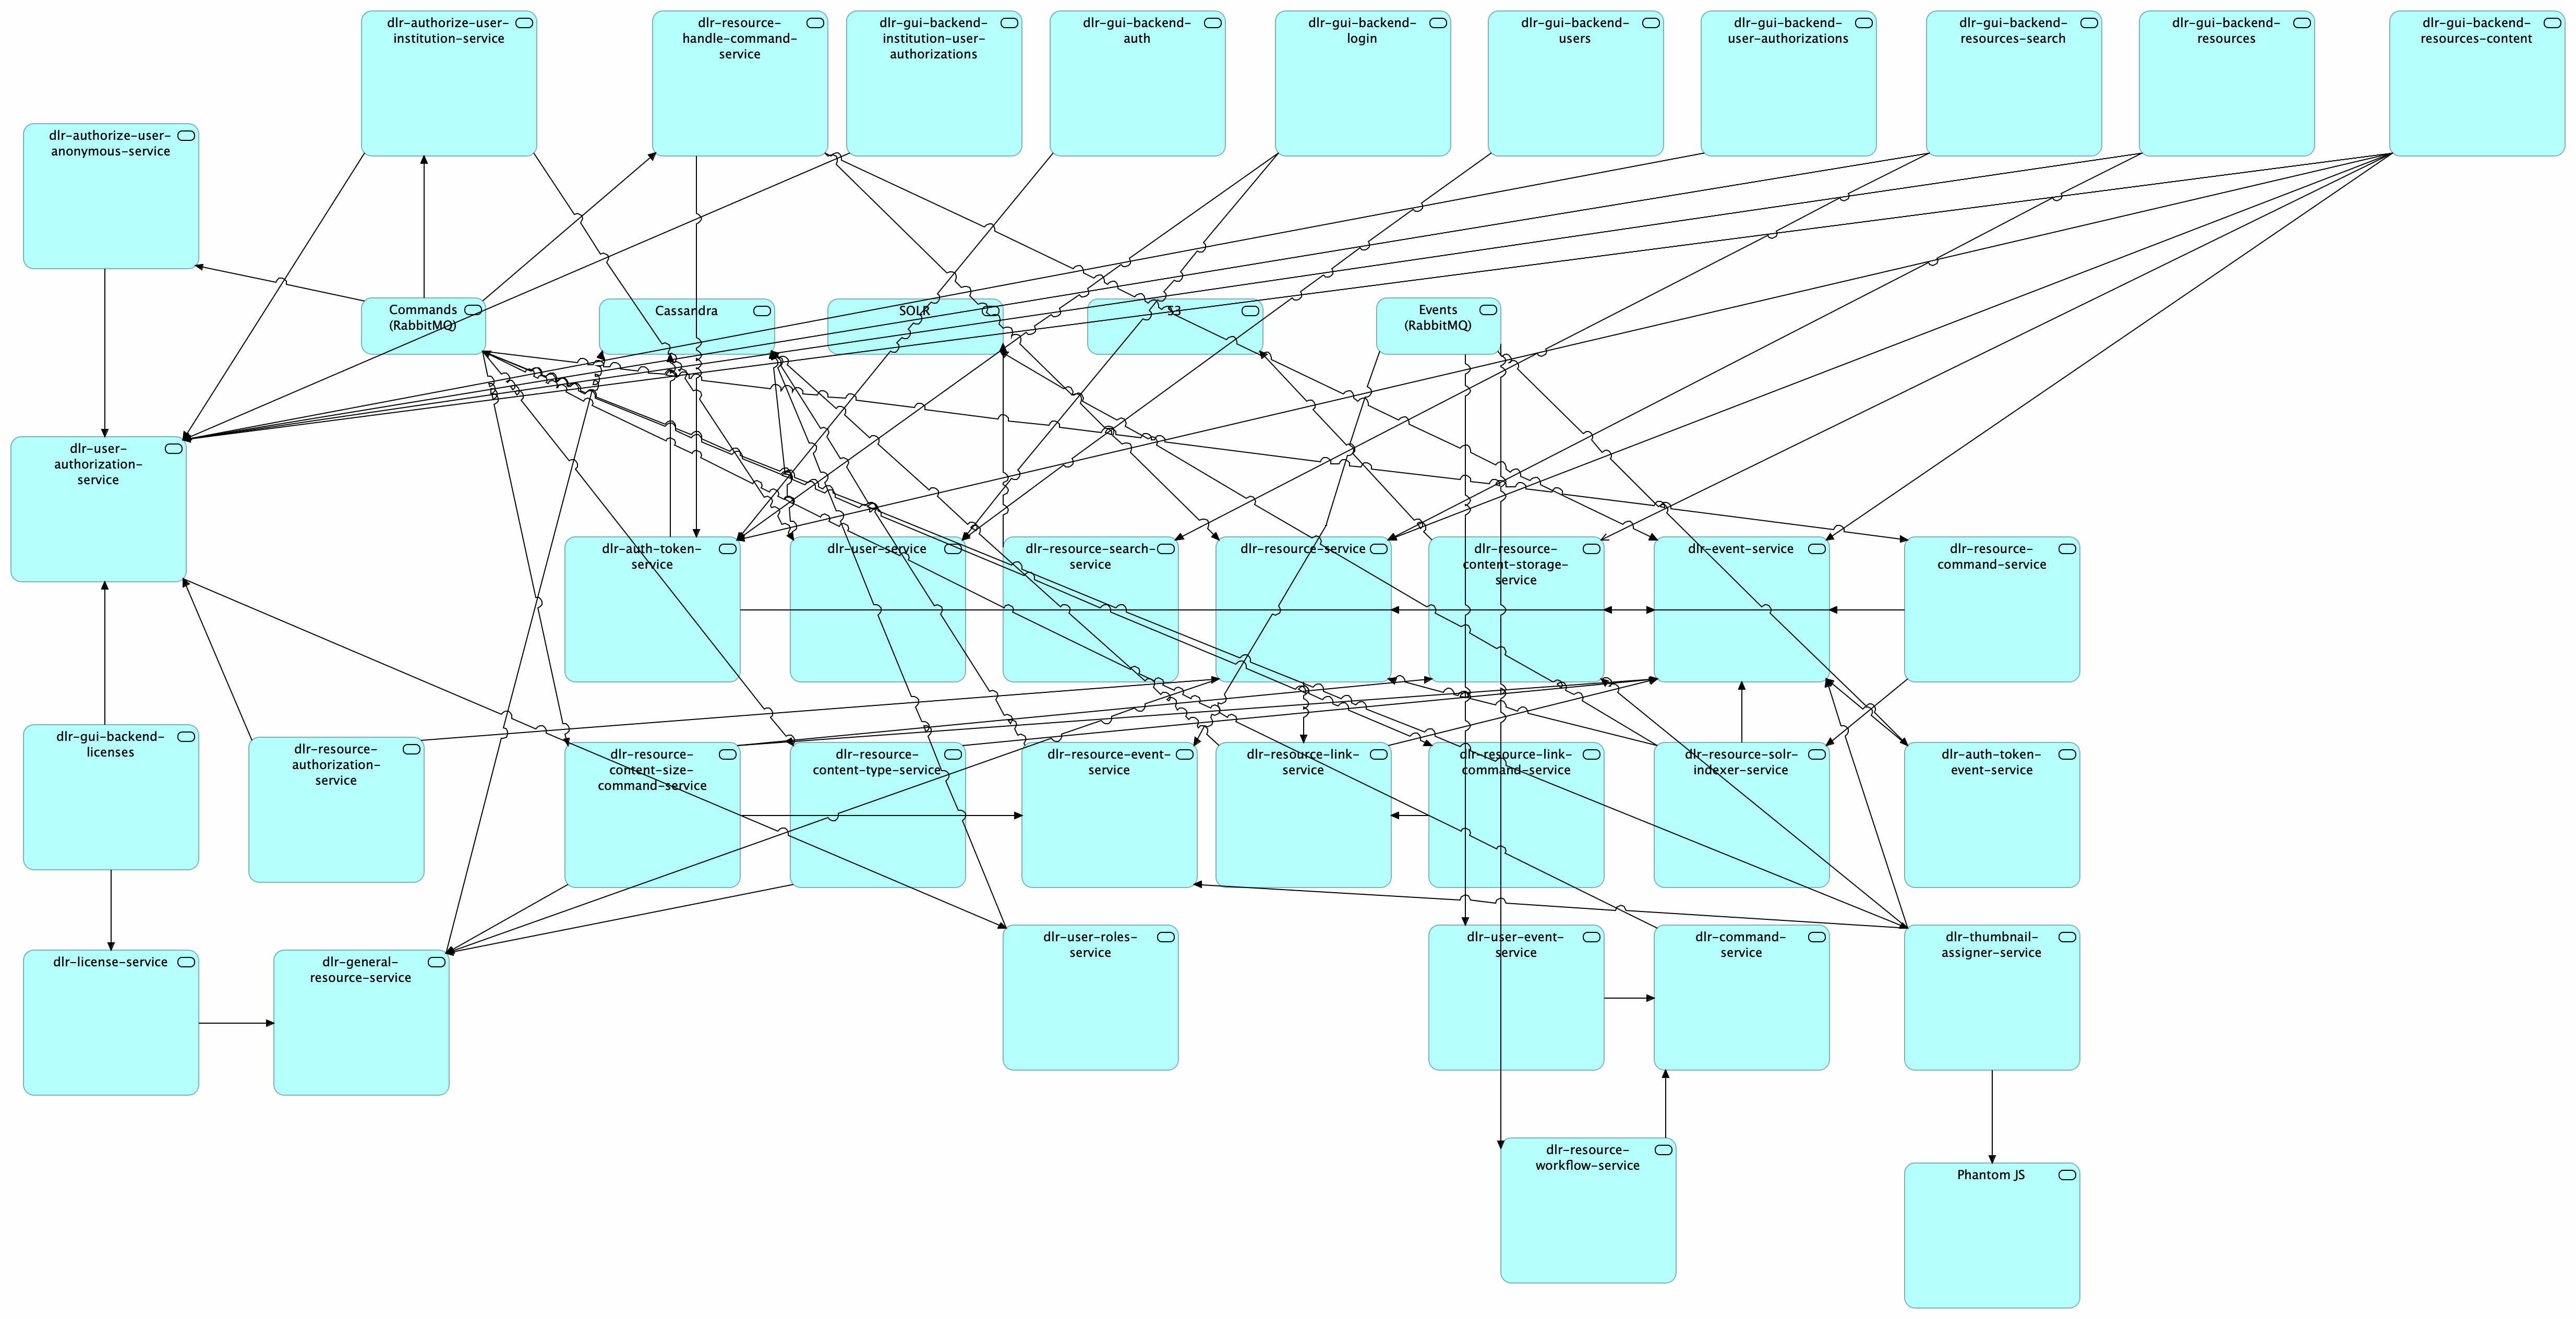 dlr-authorize-user-
institution-service
dlr-resource-
handle-command-
service
dlr-gui-backend-
institution-user-
authorizations
dlr-gui-backend-
auth
dlr-gui-backend-
login
dlr-gui-backend-
users
dlr-gui-backend-
user-authorizations
dlr-gui-backend-
resources-search
dlr-gui-backend-
resources
dlr-gui-backend-
resources-content
dlr-authorize-user-
anonymous-service
Commands
(RabbitMQ)
Cassandra
SOLR
S3
Events
(RabbitMQ)
dlr-user-
authorization-
service
dlr-auth-token-
service
dlr-user-service
dlr-resource-search-
service
dlr-resource-service
dlr-resource-
content-storage-
service
dlr-event-service
dlr-resource-
command-service
dlr-gui-backend-
licenses
dlr-resource-
authorization-
service
dlr-resource-
content-size-
command-service
dlr-resource-
content-type-service
dlr-resource-event-
service
dlr-resource-link-
service
dlr-resource-link-
command-service
dlr-resource-solr-
indexer-service
dlr-auth-token-
event-service
dlr-license-service
dlr-general-
resource-service
dlr-user-roles-
service
dlr-user-event-
service
dlr-command-
service
dlr-thumbnail-
assigner-service
dlr-resource-
workflow-service
Phantom JS